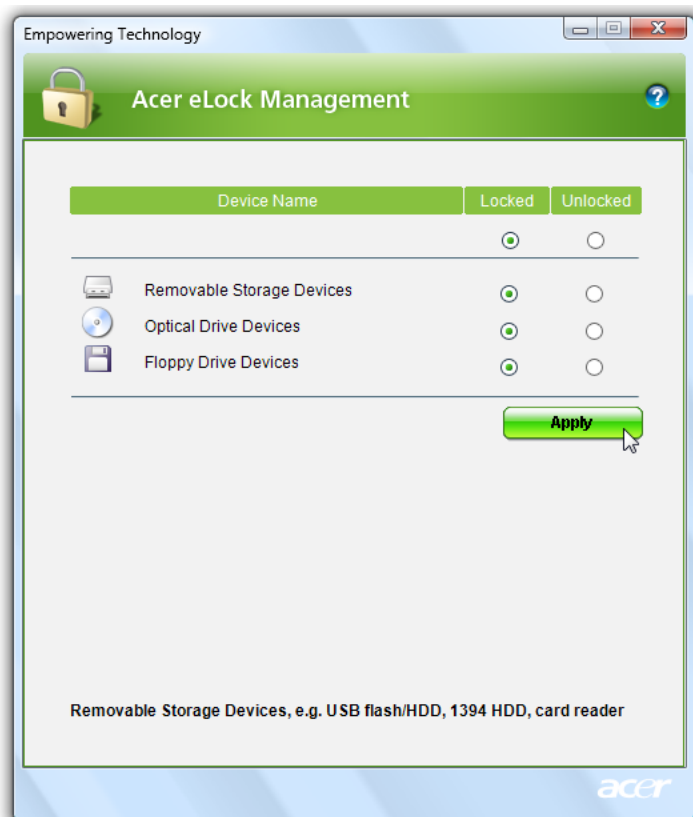 Empowering Technology
Acer eLock Management
Device Name Locked Unlocked
Removable Storage Devices
Optical Drive Devices
Floppy Drive Devices
Apply
Removable Storage Devices, e.g. USB flash/HDD, 1394 HDD, card reader
acer